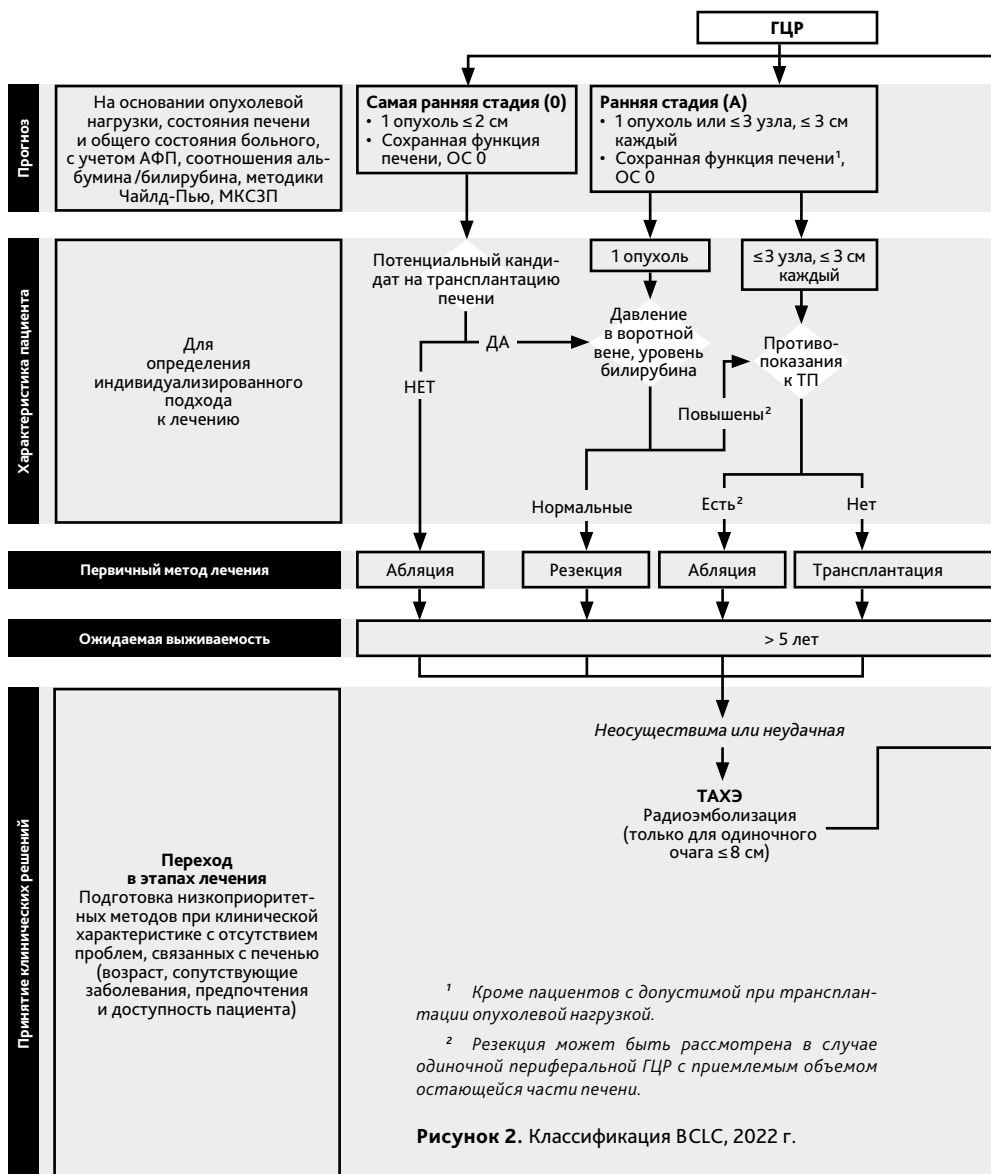 ГЦР
Прогноз
На основании опухолевой
нагрузки, состояния печени
и общего состояния больного,
с учетом АФП, соотношения аль-
бумина/билирубина, методики
Чайлд-Пью, МКСЗП
Самая ранняя стадия (0)
• 1 опухоль ≤ 2 см
• Сохранная функция
печени, ОС 0
Ранняя стадия (A)
• 1 опухоль или ≤ 3 узла, ≤ 3 см
каждый
• Сохранная функция печени¹,
ОС 0
Характеристика пациента
Для
определения
индивидуализированного
подхода
к лечению
Потенциальный канди-
дат на трансплантацию
печени
1 опухоль
≤ 3 узла, ≤ 3 см
каждый
Давление
в воротной
вене, уровень
билирубина
Противо-
показания
к ТП
ДА
НЕТ
Повышены²
Нормальные
Есть²
Нет
Первичный метод лечения
Абляция
Резекция
Абляция
Трансплантация
Ожидаемая выживаемость
> 5 лет
Принятие клинических решений
Переход
в этапах лечения
Подготовка низкоприоритет-
ных методов при клинической
характеристике с отсутствием
проблем, связанных с печенью
(возраст, сопутствующие
заболевания, предпочтения
и доступность пациента)
Неосуществима или неудачная
ТАХЭ
Радиоэмболизация
(только для одиночного
очага ≤ 8 см)
¹ Кроме пациентов с допустимой при трансплан-
тации опухолевой нагрузкой.
² Резекция может быть рассмотрена в случае
одиночной периферальной ГЦР с приемлемым объемом
остающейся части печени.
Рисунок 2. Классификация BCLC, 2022 г.